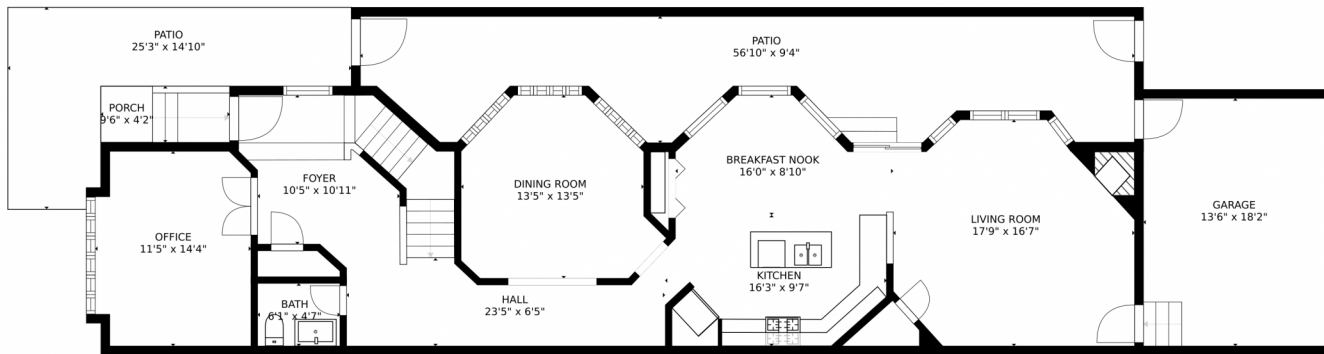 PATIO
25'3" x 14'10"
PATIO
56'10" x 9'4"
PORCH
9'6" x 4'2"
FOYER
10'5" x 10'11"
DINING ROOM
13'5" x 13'5"
BREAKFAST NOOK
16'0" x 8'10"
OFFICE
11'5" x 14'4"
LIVING ROOM
17'9" x 16'7"
GARAGE
13'6" x 18'2"
KITCHEN
16'3" x 9'7"
BATH
6'1" x 4'7"
HALL
23'5" x 6'5"